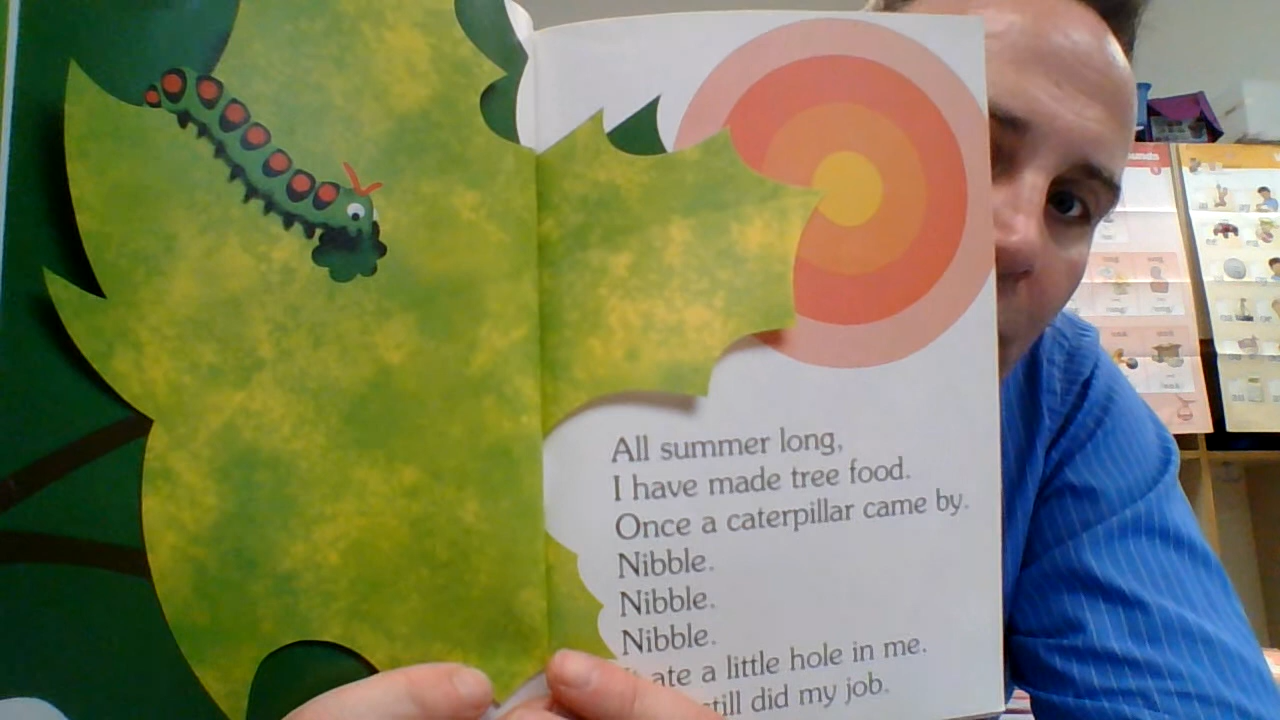 All summer long,
I have made tree food.
Once a caterpillar came by.
Nibble.
Nibble.
Nibble.
ate a little hole in me.
still did my job.
ounds